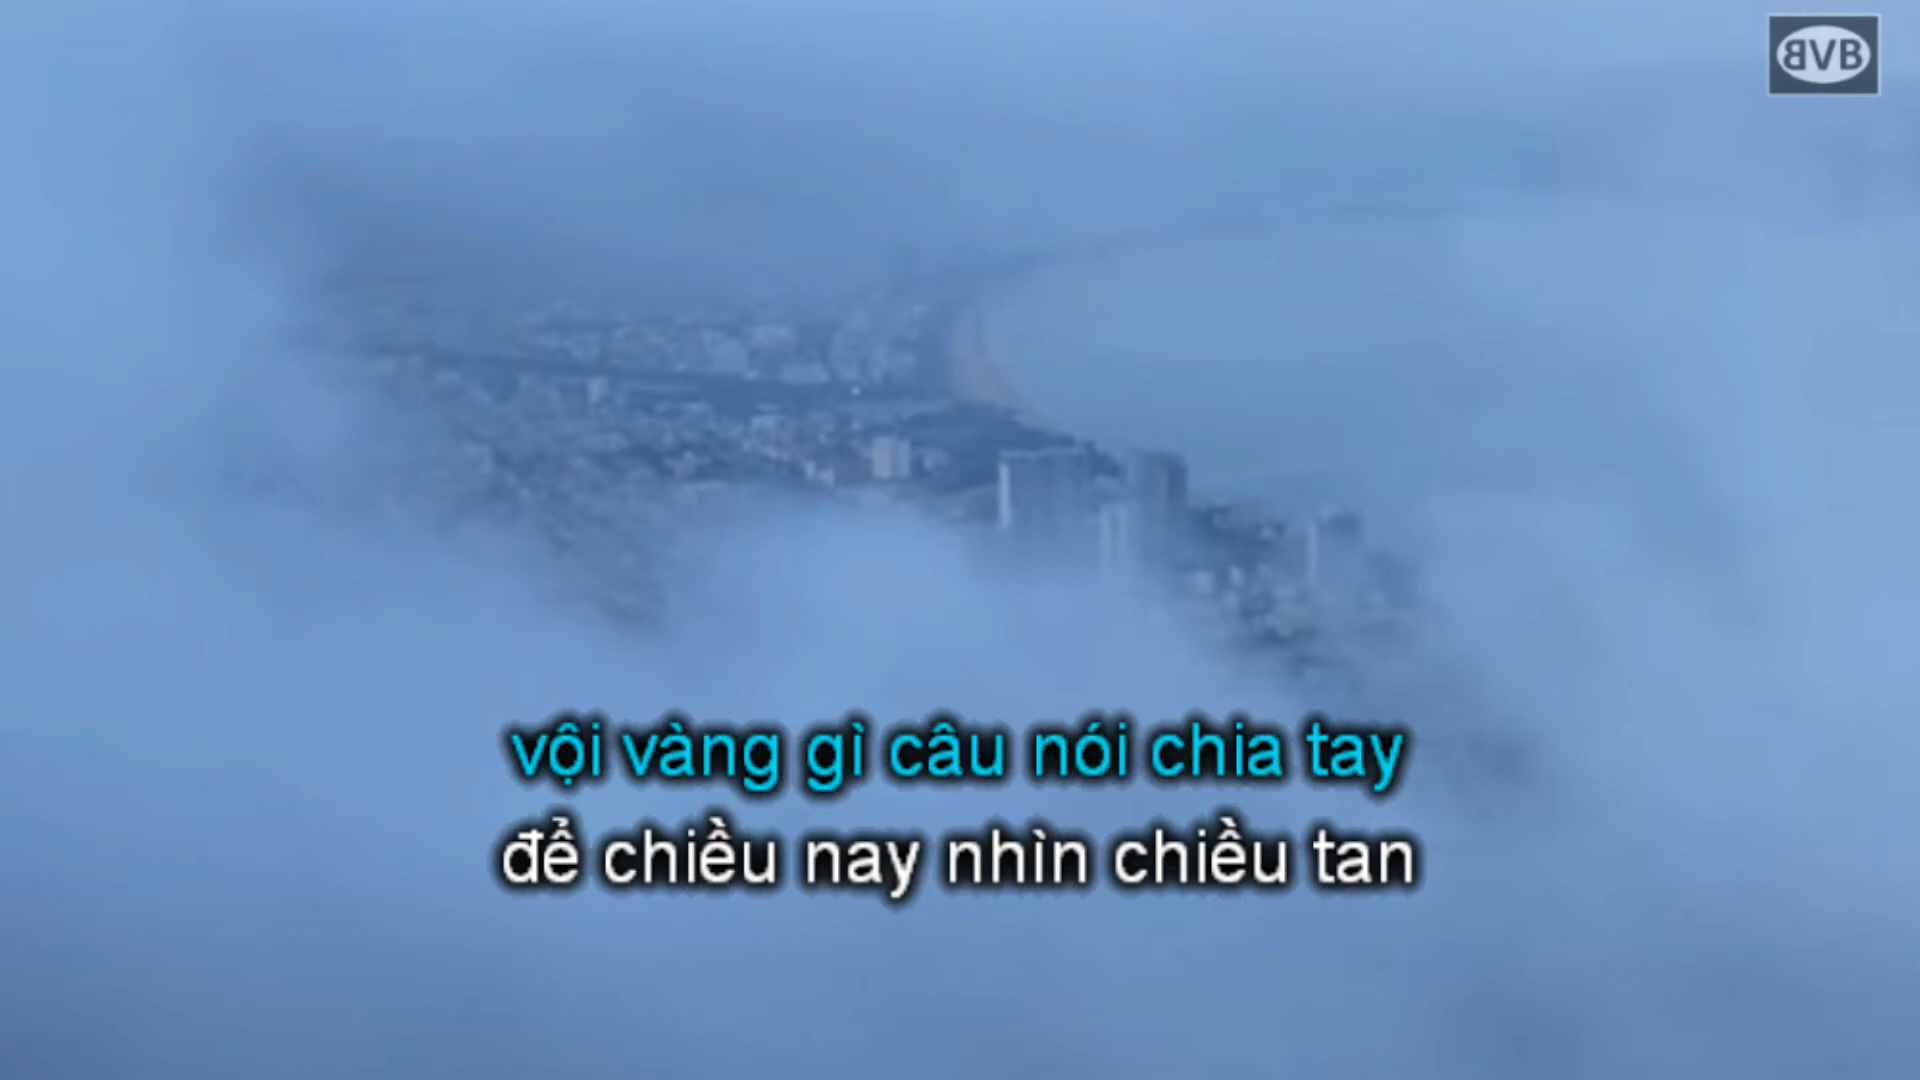 BVB
vội vàng gì câu nói chia tay
để chiều nay nhìn chiều tan